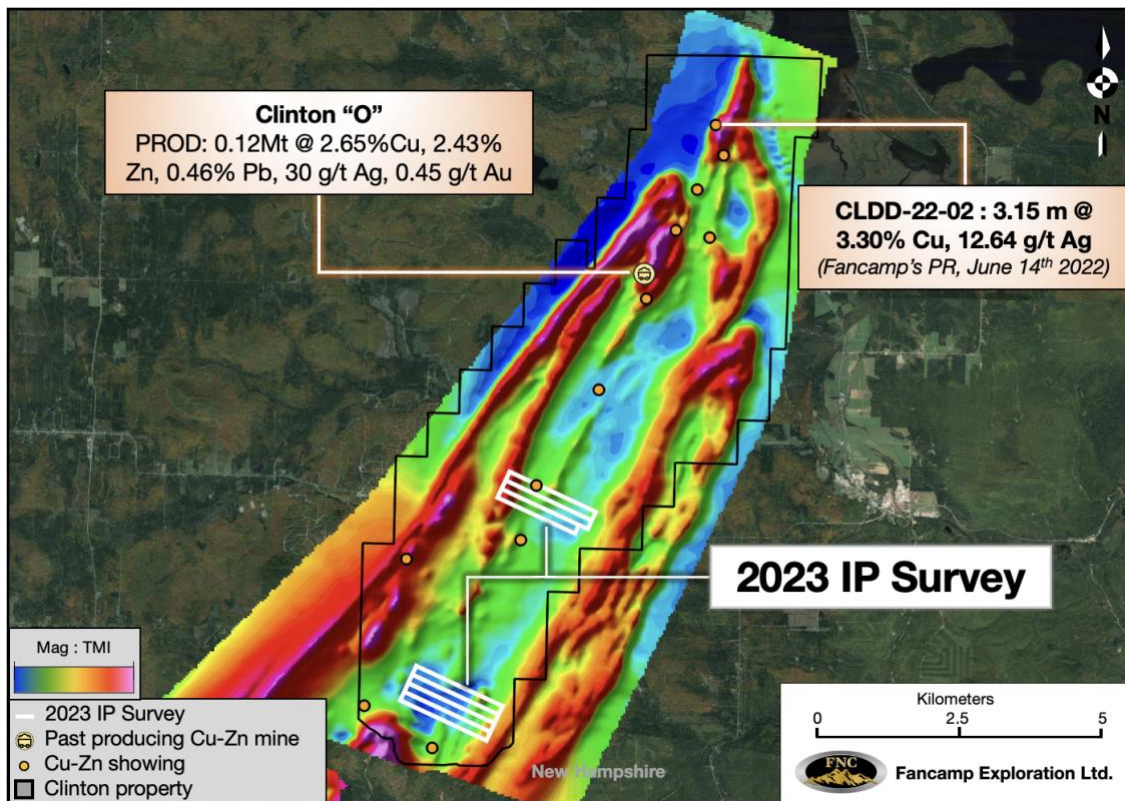 Clinton "O"
PROD: 0.12Mt @ 2.65%Cu, 2.43%
Zn, 0.46% Pb, 30 g/t Ag, 0.45 g/t Au
N
CLDD-22-02 : 3.15 m @
3.30% Cu, 12.64 g/t Ag
(Fancamp's PR, June 14th 2022)
2023 IP Survey
Mag : TMI
2023 IP Survey
Past producing Cu-Zn mine
Cu-Zn showing
Clinton property
New Hampshire
Kilometers
0 2.5 5
FNC
Fancamp Exploration Ltd.